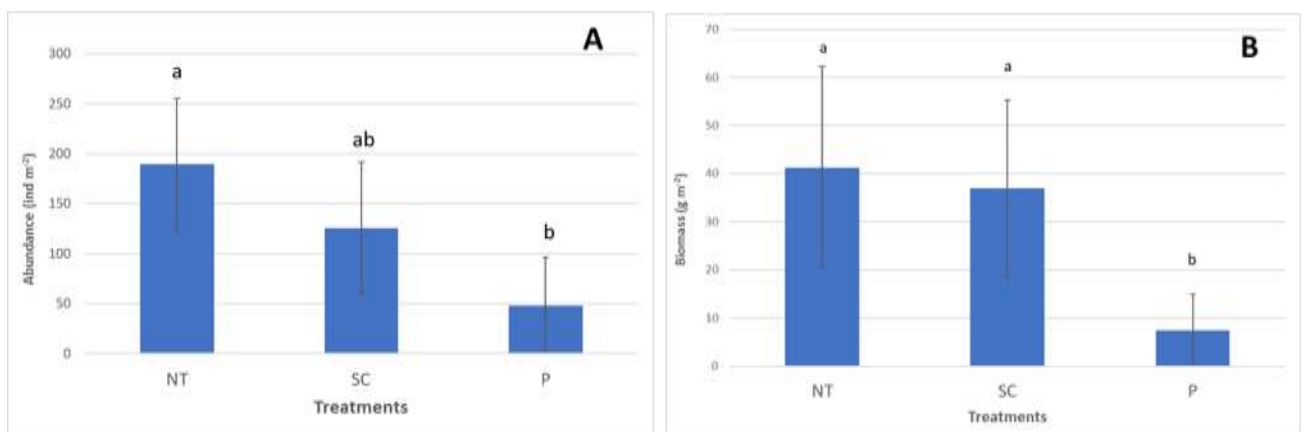 A
300
250
200
150
100
50
0
Abundance (ind m⁻²)
a
ab
b
NT SC P
Treatments
B
70
60
50
40
30
20
10
0
Biomass (g m⁻²)
a
a
b
NT SC P
Treatments